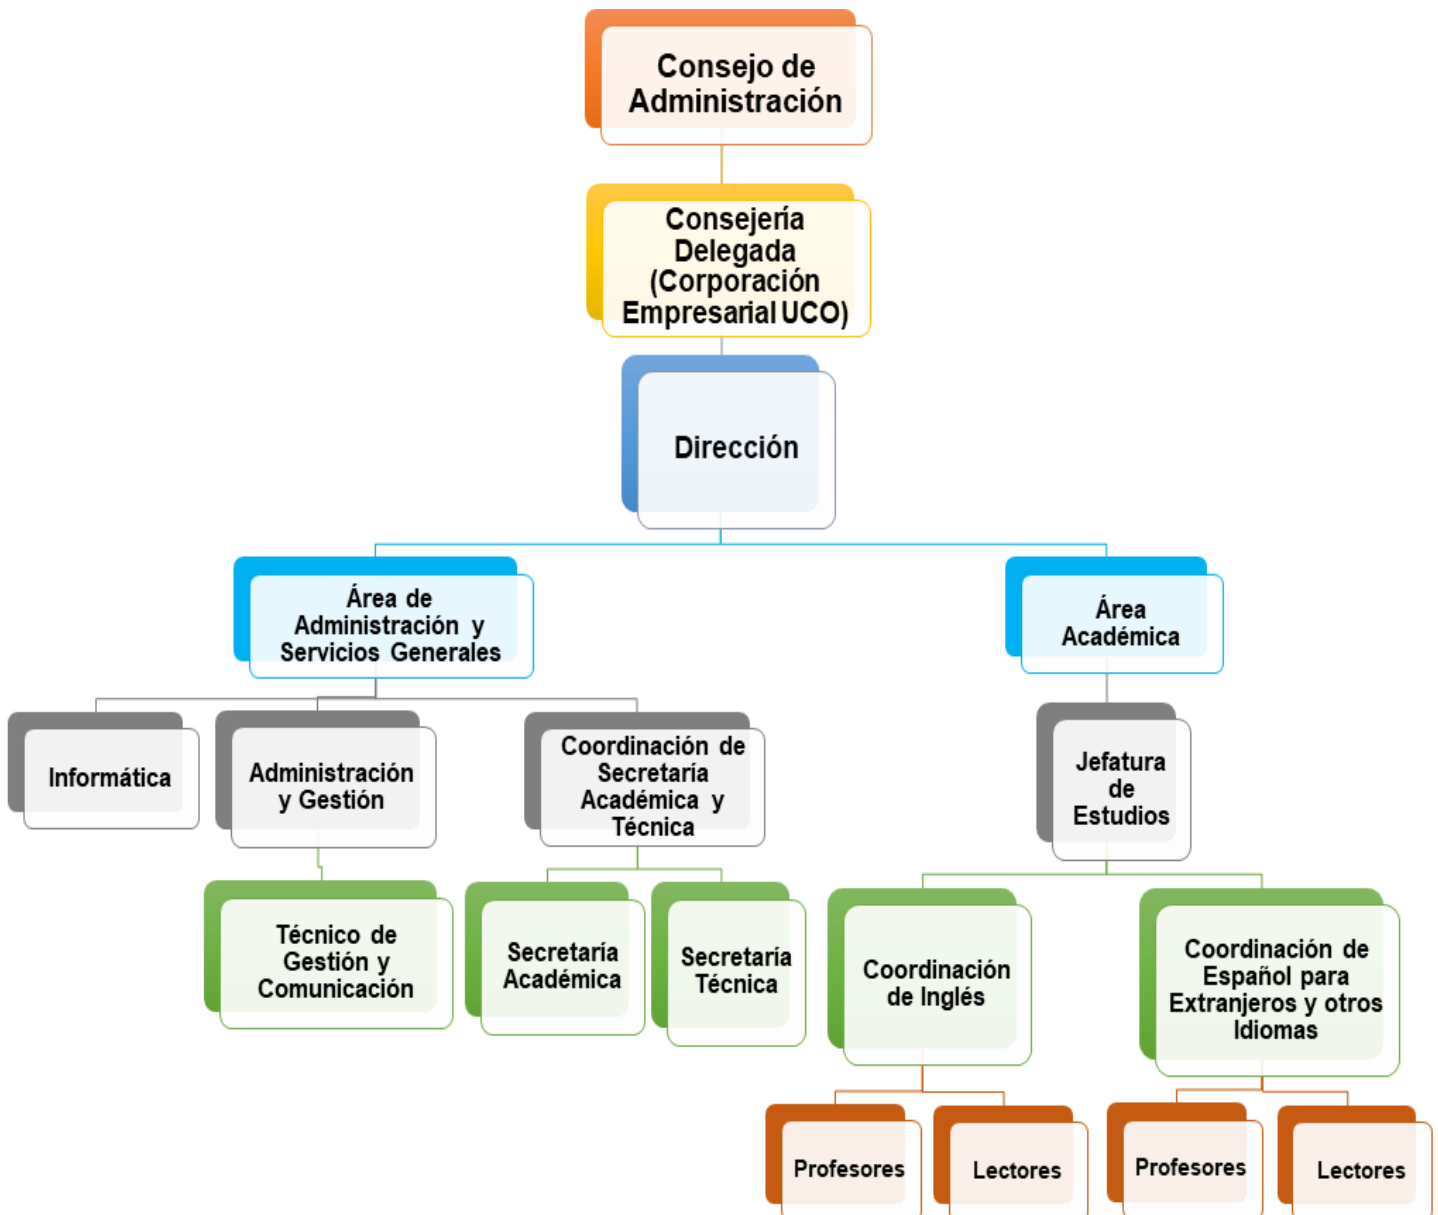 Consejo de
Administración
Consejería
Delegada
(Corporación
Empresarial UCO)
Dirección
Área de
Administración y
Servicios Generales
Área
Académica
Informática
Administración
y Gestión
Coordinación de
Secretaría
Académica y
Técnica
Jefatura
de
Estudios
Técnico de
Gestión y
Comunicación
Secretaría
Académica
Secretaría
Técnica
Coordinación
de Inglés
Coordinación de
Español para
Extranjeros y otros
Idiomas
Profesores
Lectores
Profesores
Lectores